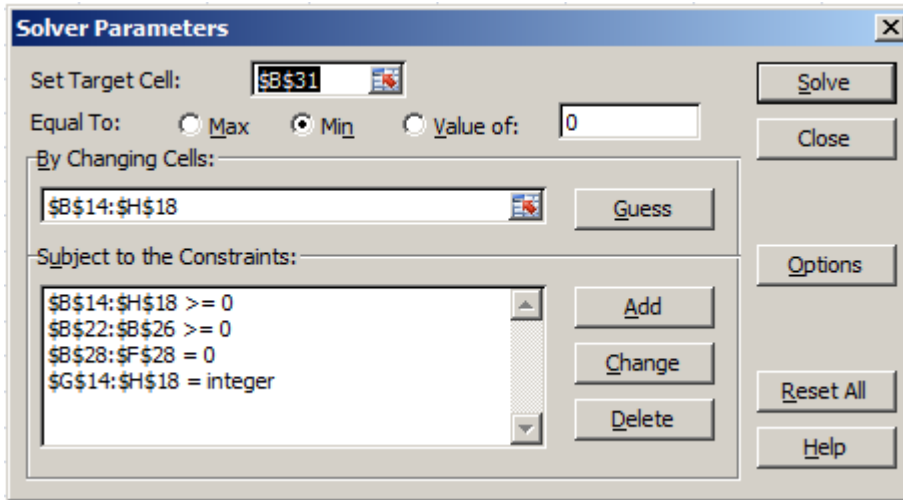 Solver Parameters
Set Target Cell: $B$31 Solve
Equal To: Max Min Value of: 0 Close
By Changing Cells:
$B$14:$H$18 Guess
Subject to the Constraints: Options
$B$14:$H$18 >= 0 Add
$B$22:$B$26 >= 0
$B$28:$F$28 = 0 Change
$G$14:$H$18 = integer
Reset All
Delete
Help